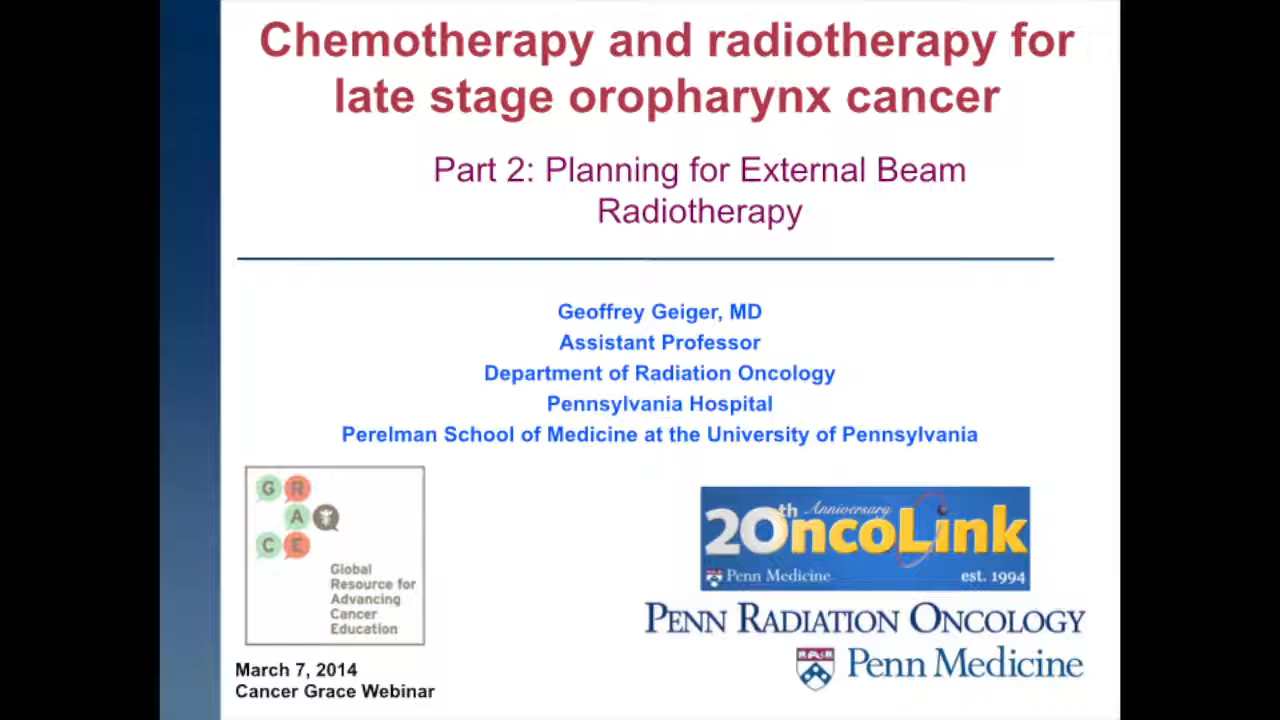 Chemotherapy and radiotherapy for
late stage oropharynx cancer
Part 2: Planning for External Beam
Radiotherapy
Geoffrey Geiger, MD
Assistant Professor
Department of Radiation Oncology
Pennsylvania Hospital
Perelman School of Medicine at the University of Pennsylvania
G R
A
C E
Global
Resource for
Advancing
Cancer
Education
20th Anniversary
OncoLink
Penn Medicine
est. 1994
PENN RADIATION ONCOLOGY
Penn Medicine
March 7, 2014
Cancer Grace Webinar